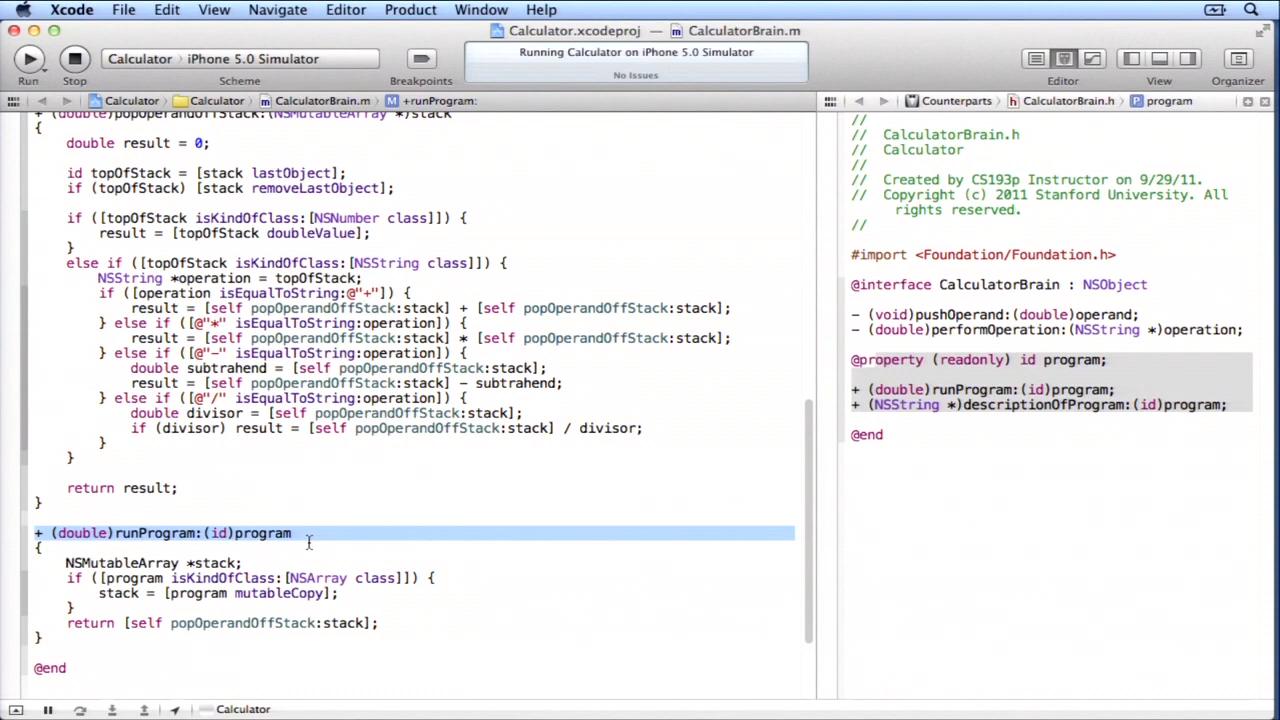 Xcode File Edit View Navigate Editor Product Window Help
Calculator.xcodeproj — CalculatorBrain.m
Running Calculator on iPhone 5.0 Simulator
No Issues
Calculator iPhone 5.0 Simulator
Run Stop Scheme Breakpoints Editor View Organizer
Calculator Calculator CalculatorBrain.m M +runProgram:
+ (double)popOperandOffStack:(NSMutableArray *)stack
{
double result = 0;
id topOfStack = [stack lastObject];
if (topOfStack) [stack removeLastObject];
if ([topOfStack isKindOfClass:[NSNumber class]]) {
result = [topOfStack doubleValue];
}
else if ([topOfStack isKindOfClass:[NSString class]]) {
NSString *operation = topOfStack;
if ([operation isEqualToString:@"+"]) {
result = [self popOperandOffStack:stack] + [self popOperandOffStack:stack];
} else if ([@"*" isEqualToString:operation]) {
result = [self popOperandOffStack:stack] * [self popOperandOffStack:stack];
} else if ([@"-" isEqualToString:operation]) {
double subtrahend = [self popOperandOffStack:stack];
result = [self popOperandOffStack:stack] - subtrahend;
} else if ([@"/" isEqualToString:operation]) {
double divisor = [self popOperandOffStack:stack];
if (divisor) result = [self popOperandOffStack:stack] / divisor;
}
}
return result;
}
+ (double)runProgram:(id)program
{
NSMutableArray *stack;
if ([program isKindOfClass:[NSArray class]]) {
stack = [program mutableCopy];
}
return [self popOperandOffStack:stack];
}
@end
Calculator
Counterparts CalculatorBrain.h P program
//
// CalculatorBrain.h
// Calculator
//
// Created by CS193p Instructor on 9/29/11.
// Copyright (c) 2011 Stanford University. All
rights reserved.
//
#import <Foundation/Foundation.h>
@interface CalculatorBrain : NSObject
- (void)pushOperand:(double)operand;
- (double)performOperation:(NSString *)operation;
@property (readonly) id program;
+ (double)runProgram:(id)program;
+ (NSString *)descriptionOfProgram:(id)program;
@end